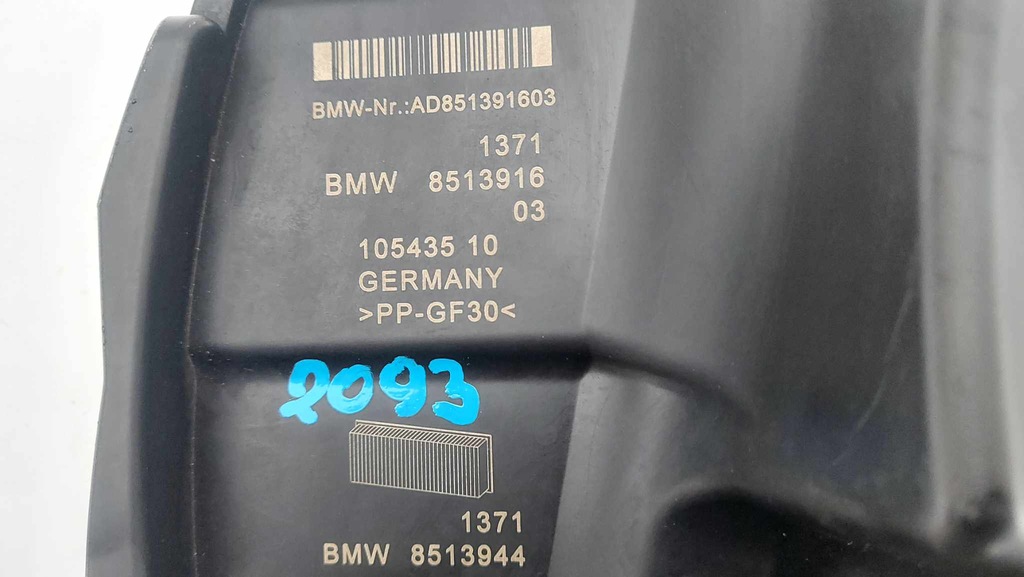 BMW-Nr.:AD851391603
1371
BMW 8513916
03
105435 10
GERMANY
>PP-GF30<
2093
1371
BMW 8513944